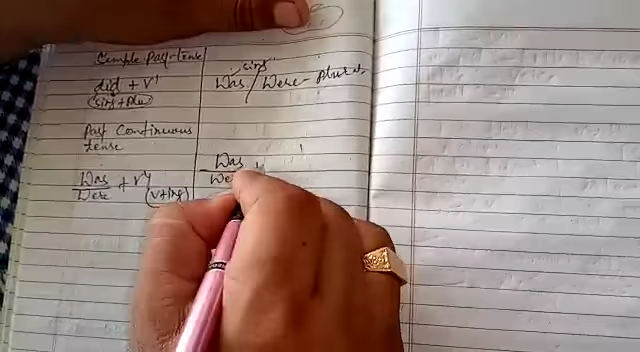 Simple Past-Tense
did + V¹
(sing + plu)
sing
Was / Were - plural
Past Continuous
tense
Was
Were + V⁴
(V+ing)
Was
We